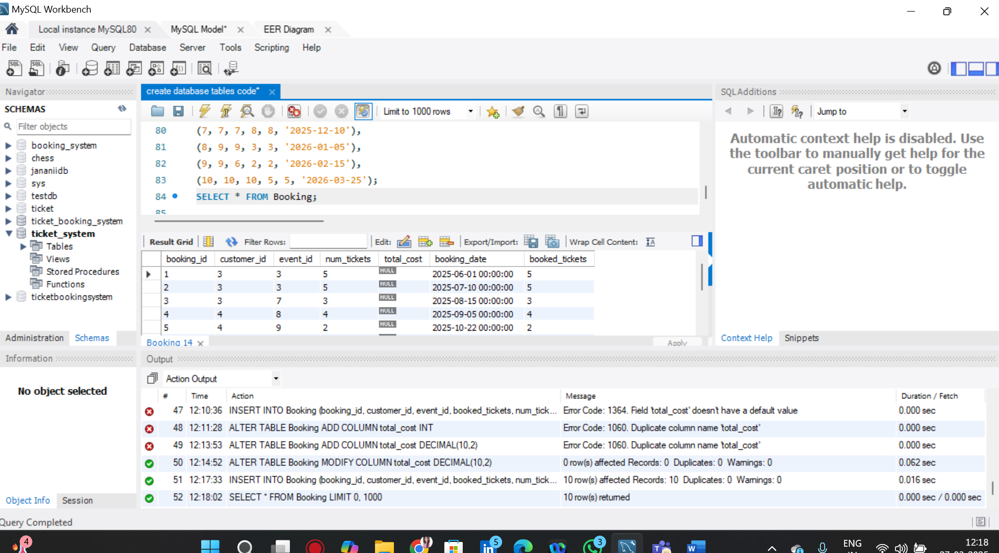 MySQL Workbench
Local instance MySQL80
MySQL Model*
EER Diagram
File Edit View Query Database Server Tools Scripting Help
Navigator
SCHEMAS
Filter objects
booking_system
chess
jananiidb
sys
testdb
ticket
ticket_booking_system
ticket_system
Tables
Views
Stored Procedures
Functions
ticketbookingsystem
Administration Schemas
Information
No object selected
Object Info Session
Query Completed
create database tables code*
Limit to 1000 rows
80 (7, 7, 7, 8, 8, '2025-12-10'),
81 (8, 9, 9, 3, 3, '2026-01-05'),
82 (9, 9, 6, 2, 2, '2026-02-15'),
83 (10, 10, 10, 5, 5, '2026-03-25');
84 SELECT * FROM Booking;
85
Result Grid Filter Rows: Edit: Export/Import: Wrap Cell Content:
booking_id customer_id event_id num_tickets total_cost booking_date booked_tickets
1 3 3 5 NULL 2025-06-01 00:00:00 5
2 3 3 5 NULL 2025-07-10 00:00:00 5
3 3 7 3 NULL 2025-08-15 00:00:00 3
4 4 8 4 NULL 2025-09-05 00:00:00 4
5 4 9 2 NULL 2025-10-22 00:00:00 2
Booking 14
Apply
SQLAdditions
Jump to
Automatic context help is disabled. Use
the toolbar to manually get help for the
current caret position or to toggle
automatic help.
Context Help Snippets
Output
Action Output
# Time Action Message Duration / Fetch
47 12:10:36 INSERT INTO Booking (booking_id, customer_id, event_id, booked_tickets, num_tick... Error Code: 1364. Field 'total_cost' doesn't have a default value 0.000 sec
48 12:11:28 ALTER TABLE Booking ADD COLUMN total_cost INT Error Code: 1060. Duplicate column name 'total_cost' 0.000 sec
49 12:13:53 ALTER TABLE Booking ADD COLUMN total_cost DECIMAL(10,2) Error Code: 1060. Duplicate column name 'total_cost' 0.000 sec
50 12:14:52 ALTER TABLE Booking MODIFY COLUMN total_cost DECIMAL(10,2) 0 row(s) affected Records: 0 Duplicates: 0 Warnings: 0 0.062 sec
51 12:17:33 INSERT INTO Booking (booking_id, customer_id, event_id, booked_tickets, num_tick... 10 row(s) affected Records: 10 Duplicates: 0 Warnings: 0 0.016 sec
52 12:18:02 SELECT * FROM Booking LIMIT 0, 1000 10 row(s) returned 0.000 sec / 0.000 sec
4
5
3
ENG
12:18